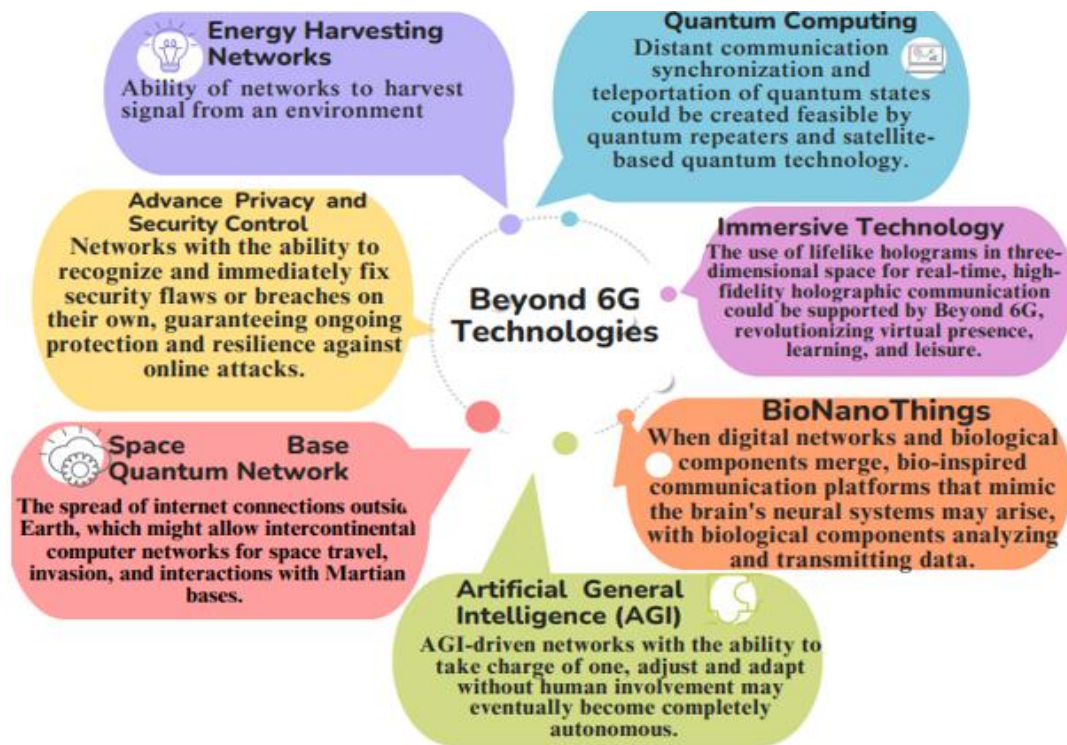 Energy Harvesting
Networks
Ability of networks to harvest
signal from an environment
Quantum Computing
Distant communication
synchronization and
teleportation of quantum states
could be created feasible by
quantum repeaters and satellite-
based quantum technology.
Advance Privacy and
Security Control
Networks with the ability to
recognize and immediately fix
security flaws or breaches on
their own, guaranteeing ongoing
protection and resilience against
online attacks.
Immersive Technology
The use of lifelike holograms in three-
dimensional space for real-time, high-
fidelity holographic communication
could be supported by Beyond 6G,
revolutionizing virtual presence,
learning, and leisure.
Beyond 6G
Technologies
Space Base
Quantum Network
The spread of internet connections outside
Earth, which might allow intercontinental
computer networks for space travel,
invasion, and interactions with Martian
bases.
BioNanoThings
When digital networks and biological
components merge, bio-inspired
communication platforms that mimic
the brain's neural systems may arise,
with biological components analyzing
and transmitting data.
Artificial General
Intelligence (AGI)
AGI-driven networks with the ability to
take charge of one, adjust and adapt
without human involvement may
eventually become completely
autonomous.